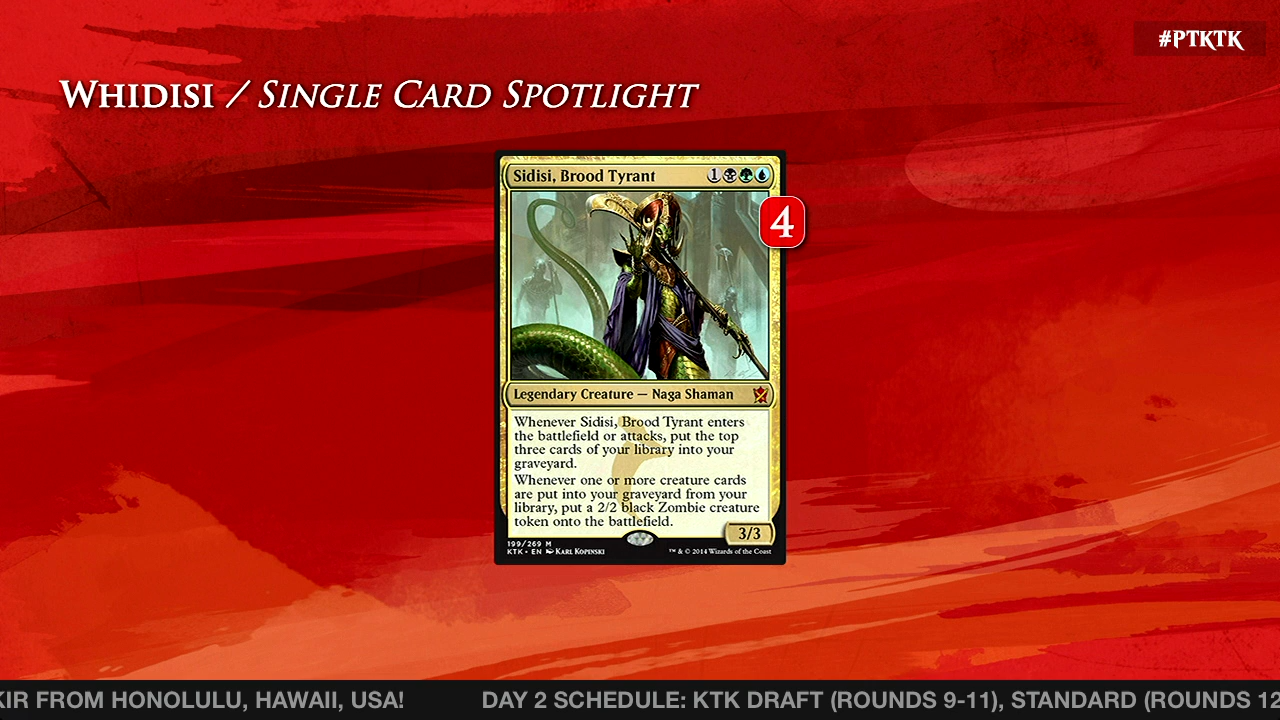 #PTKTK
WHIDISI / SINGLE CARD SPOTLIGHT
Sidisi, Brood Tyrant 1
4
Legendary Creature — Naga Shaman
Whenever Sidisi, Brood Tyrant enters
the battlefield or attacks, put the top
three cards of your library into your
graveyard.
Whenever one or more creature cards
are put into your graveyard from your
library, put a 2/2 black Zombie creature
token onto the battlefield.
3/3
199/269 M
KTK • EN KARL KOPINSKI
™ & © 2014 Wizards of the Coast
KIR FROM HONOLULU, HAWAII, USA! DAY 2 SCHEDULE: KTK DRAFT (ROUNDS 9-11), STANDARD (ROUNDS 12